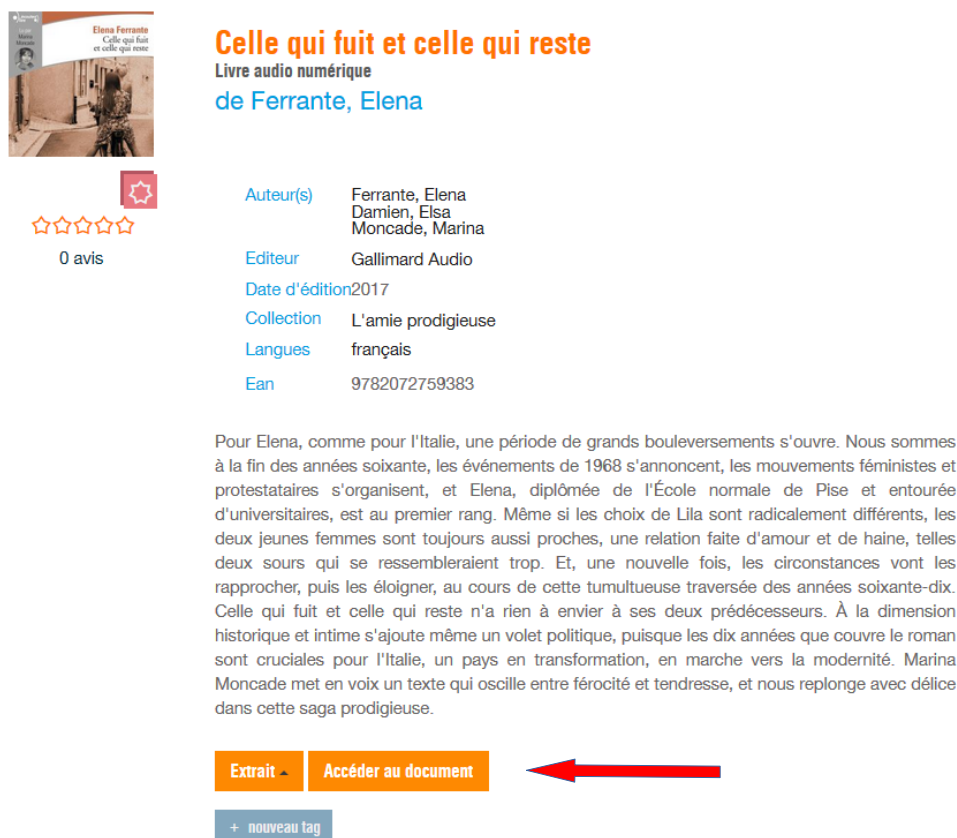 Elena Ferrante
Celle qui fuit
et celle qui reste
Lu par
Marina
Moncade
Celle qui fuit et celle qui reste
Livre audio numérique
de Ferrante, Elena
0 avis
Auteur(s) Ferrante, Elena
Damien, Elsa
Moncade, Marina
Editeur Gallimard Audio
Date d'édition2017
Collection L'amie prodigieuse
Langues français
Ean 9782072759383
Pour Elena, comme pour l'Italie, une période de grands bouleversements s'ouvre. Nous sommes
à la fin des années soixante, les événements de 1968 s'annoncent, les mouvements féministes et
protestataires s'organisent, et Elena, diplômée de l'École normale de Pise et entourée
d'universitaires, est au premier rang. Même si les choix de Lila sont radicalement différents, les
deux jeunes femmes sont toujours aussi proches, une relation faite d'amour et de haine, telles
deux sours qui se ressembleraient trop. Et, une nouvelle fois, les circonstances vont les
rapprocher, puis les éloigner, au cours de cette tumultueuse traversée des années soixante-dix.
Celle qui fuit et celle qui reste n'a rien à envier à ses deux prédécesseurs. À la dimension
historique et intime s'ajoute même un volet politique, puisque les dix années que couvre le roman
sont cruciales pour l'Italie, un pays en transformation, en marche vers la modernité. Marina
Moncade met en voix un texte qui oscille entre férocité et tendresse, et nous replonge avec délice
dans cette saga prodigieuse.
Extrait Accéder au document
+ nouveau tag